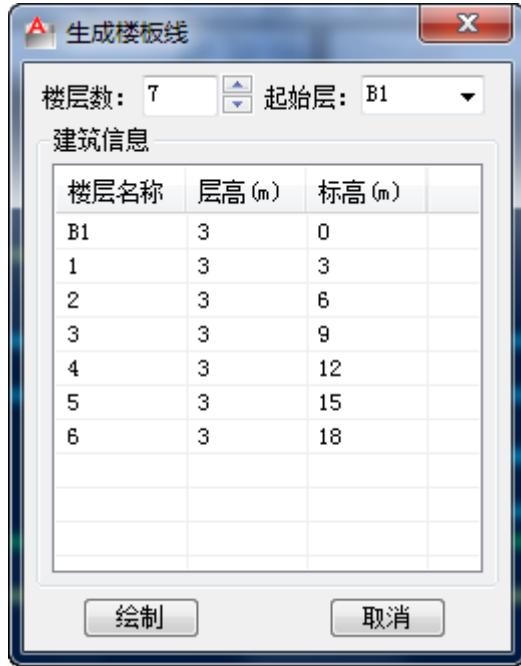 生成楼板线
楼层数: 7 起始层: B1
建筑信息
楼层名称 层高(m) 标高(m)
B1 3 0
1 3 3
2 3 6
3 3 9
4 3 12
5 3 15
6 3 18
绘制 取消